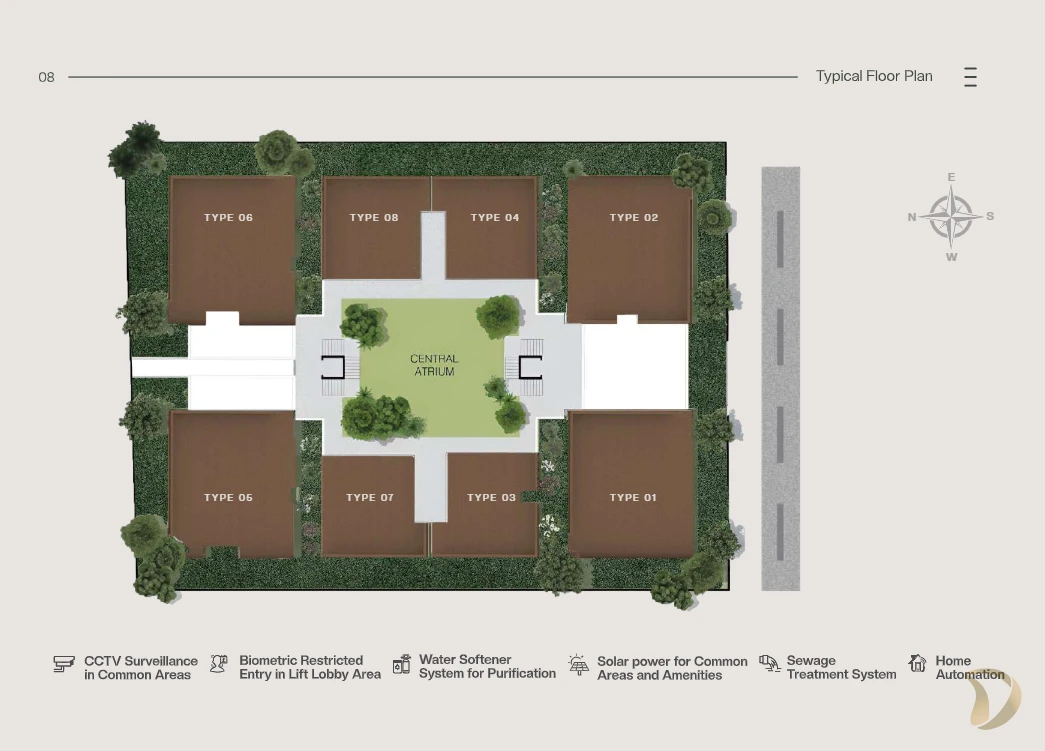 08
Typical Floor Plan
TYPE 06
TYPE 08
TYPE 04
TYPE 02
E
N
S
W
CENTRAL
ATRIUM
TYPE 05
TYPE 07
TYPE 03
TYPE 01
CCTV Surveillance
in Common Areas
Biometric Restricted
Entry in Lift Lobby Area
Water Softener
System for Purification
Solar power for Common
Areas and Amenities
Sewage
Treatment System
Home
Automation